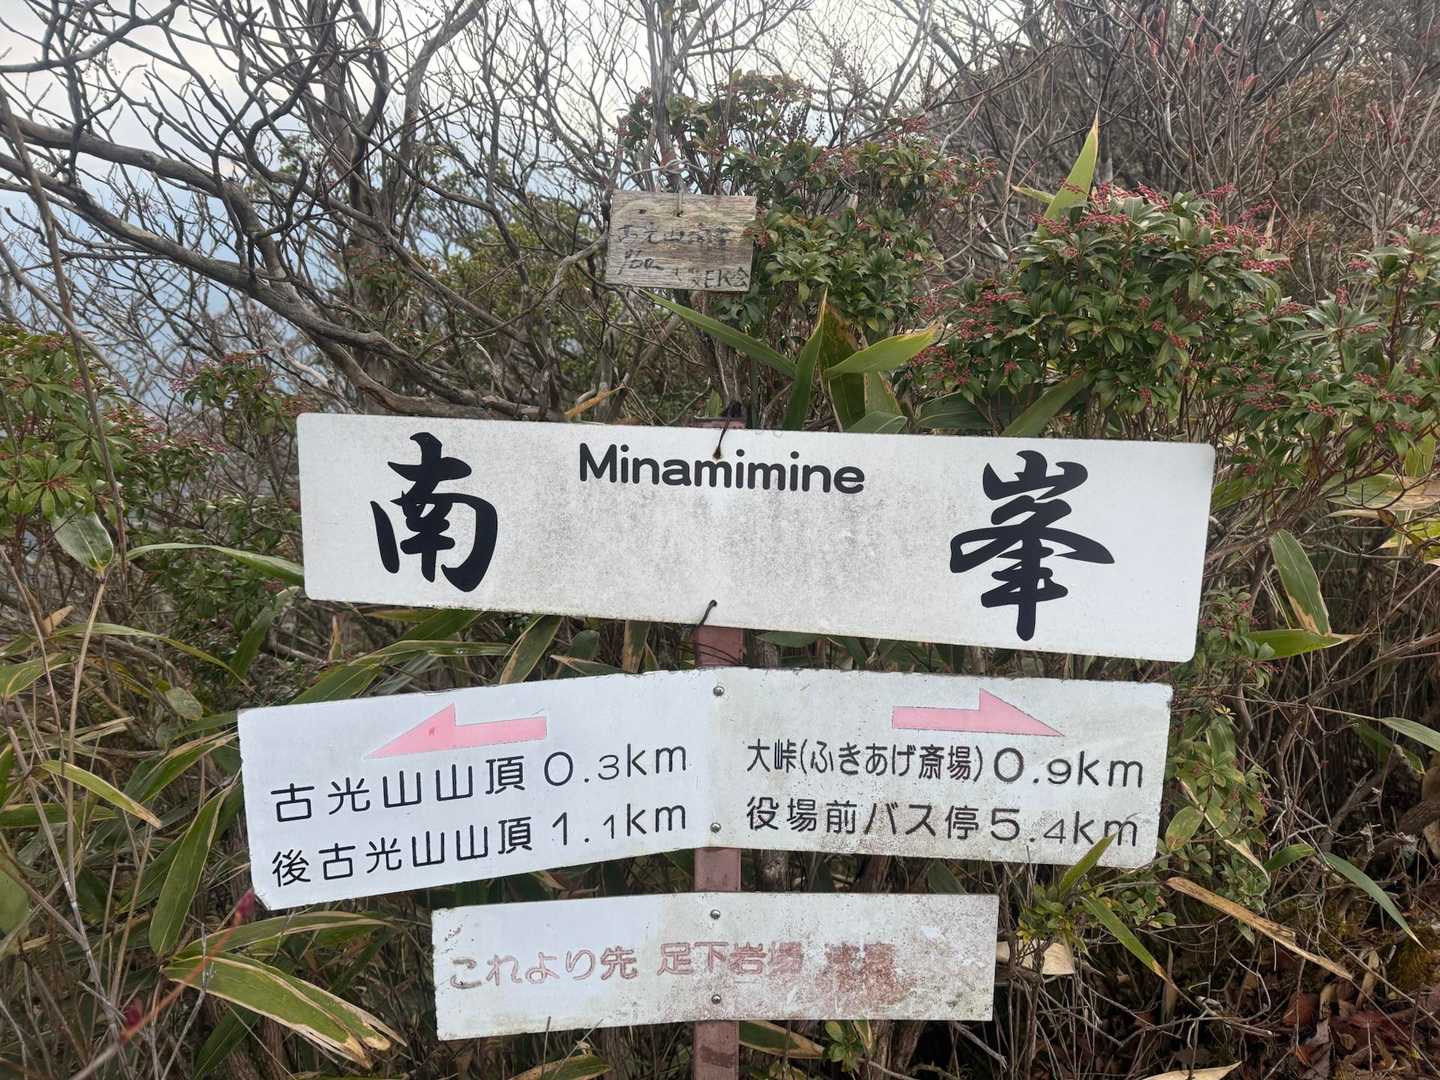 南 Minamimine 峯
古光山山頂 0.3km
後古光山山頂 1.1km
大峠(ふきあげ斎場) 0.9km
役場前バス停 5.4km
これより先 足下岩場